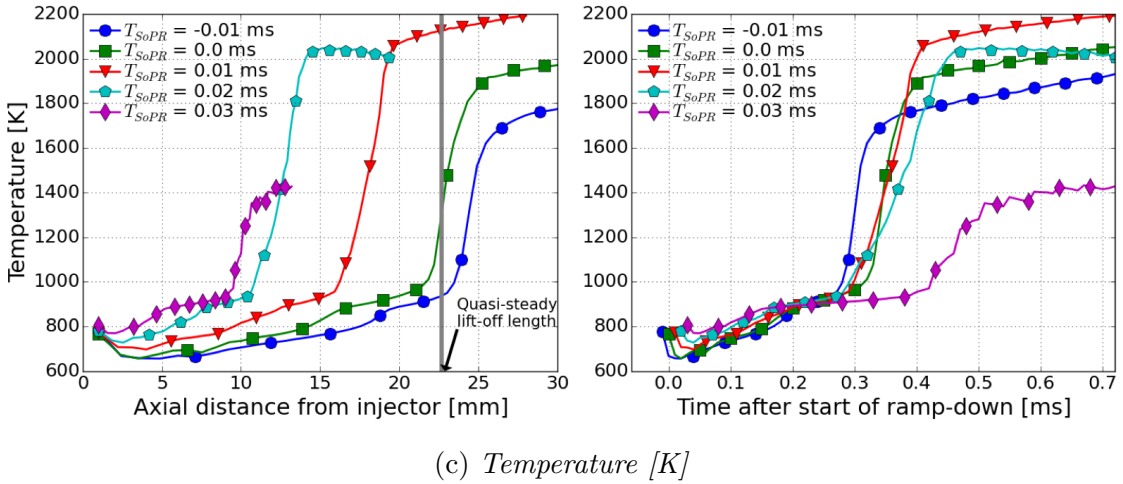 2200
2000
1800
1600
1400
1200
1000
800
600
Temperature [K]
T_SoPR = -0.01 ms
T_SoPR = 0.0 ms
T_SoPR = 0.01 ms
T_SoPR = 0.02 ms
T_SoPR = 0.03 ms
Quasi-steady
lift-off length
0 5 10 15 20 25 30
Axial distance from injector [mm]
2200
2000
1800
1600
1400
1200
1000
800
600
T_SoPR = -0.01 ms
T_SoPR = 0.0 ms
T_SoPR = 0.01 ms
T_SoPR = 0.02 ms
T_SoPR = 0.03 ms
0.0 0.1 0.2 0.3 0.4 0.5 0.6 0.7
Time after start of ramp-down [ms]
(c) Temperature [K]